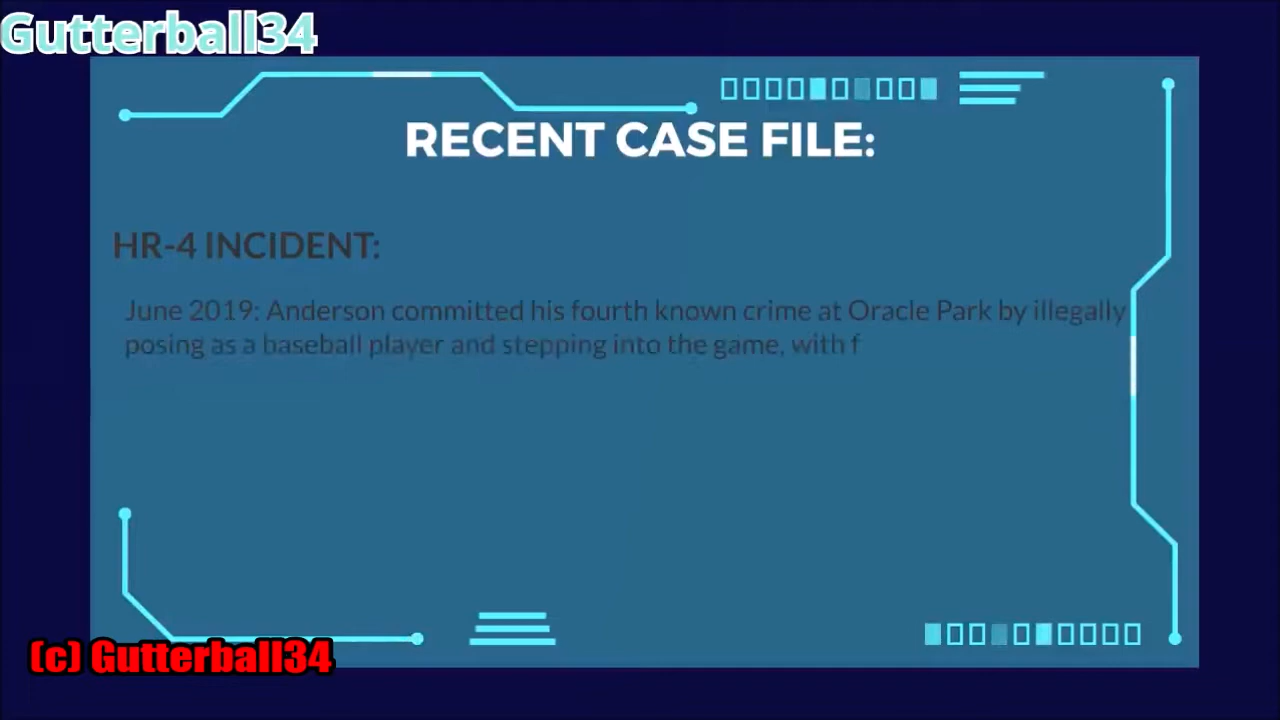 Gutterball34
RECENT CASE FILE:
HR-4 INCIDENT:
June 2019: Anderson committed his fourth known crime at Oracle Park by illegally
posing as a baseball player and stepping into the game, with f
(c) Gutterball34